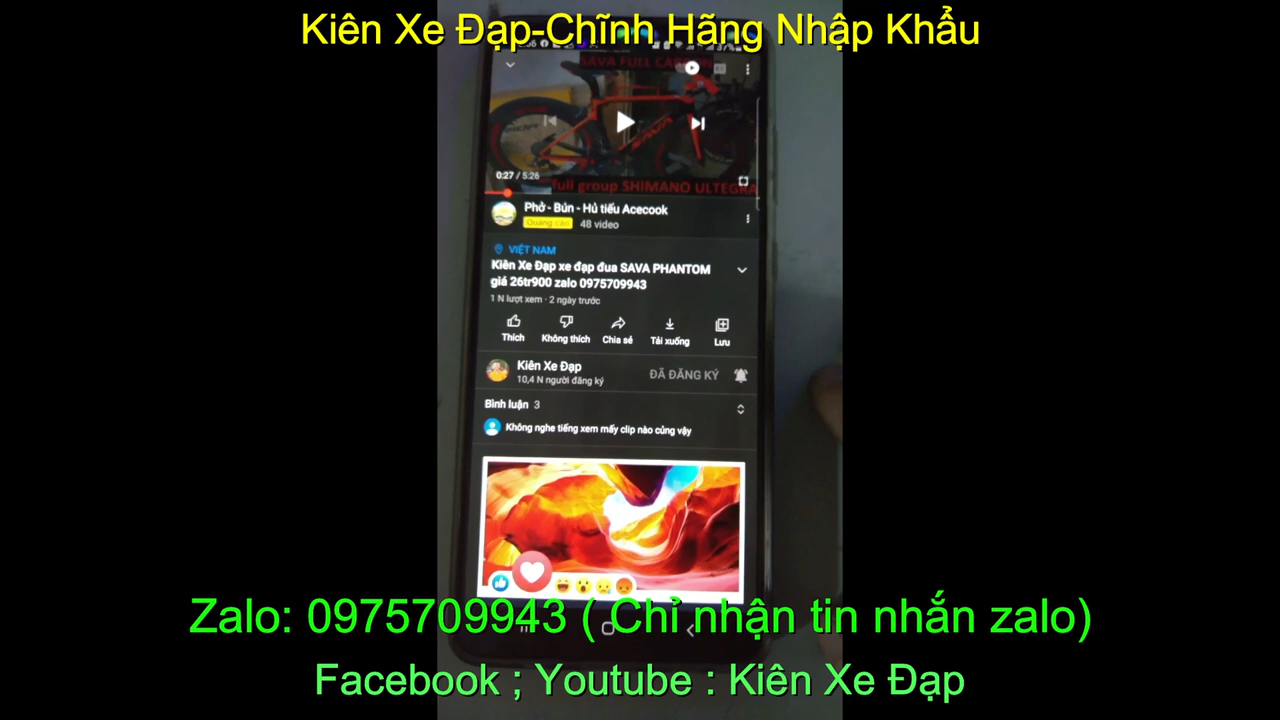 Kiên Xe Đạp-Chĩnh Hãng Nhập Khẩu
SAVA FULL CARBON
SAVA
0:27 / 5:26
full group SHIMANO ULTEGRA
Phở - Bún - Hủ tiếu Acecook
Quảng cáo 48 video
VIỆT NAM
Kiên Xe Đạp xe đạp đua SAVA PHANTOM
giá 26tr900 zalo 0975709943
1 N lượt xem · 2 ngày trước
Thích Không thích Chia sẻ Tải xuống Lưu
Kiên Xe Đạp
10,4 N người đăng ký
ĐÃ ĐĂNG KÝ
Bình luận 3
Không nghe tiếng xem mấy clip nào củng vậy
Zalo: 0975709943 ( Chỉ nhận tin nhắn zalo)
Facebook ; Youtube : Kiên Xe Đạp